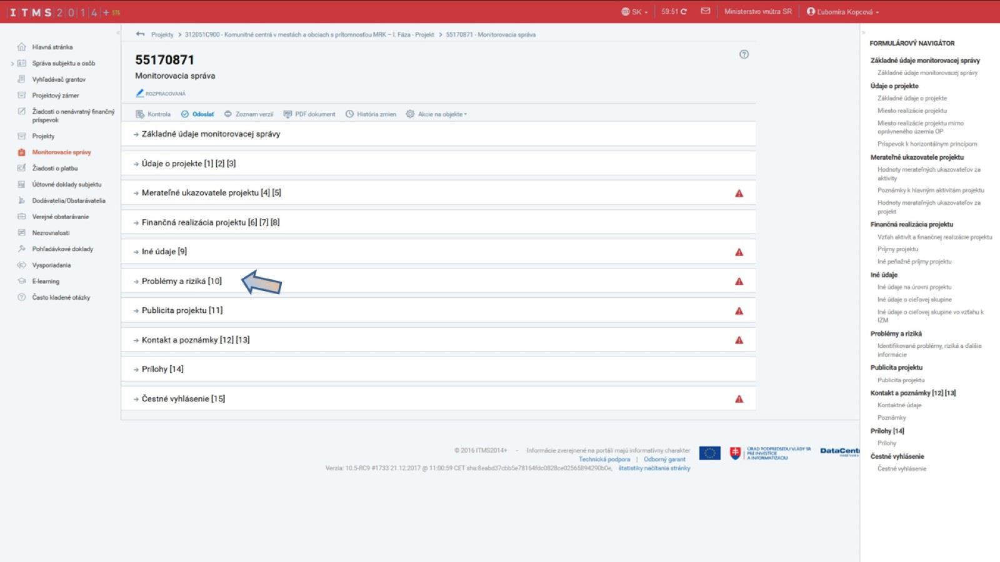 ITMS2014+ STG
SK
59:51
Ministerstvo vnútra SR
Ľubomíra Kopcová
Hlavná stránka
Správa subjektu a osôb
Vyhľadávač grantov
Projektový zámer
Žiadosti o nenávratný finančný
príspevok
Projekty
Monitorovacie správy
Žiadosti o platbu
Účtovné doklady subjektu
Dodávatelia/Obstarávatelia
Verejné obstarávanie
Nezrovnalosti
Pohľadávkové doklady
Vysporiadania
E-learning
Často kladené otázky
Projekty > 312051C900 - Komunitné centrá v mestách a obciach s prítomnosťou MRK – I. Fáza - Projekt > 55170871 - Monitorovacia správa
55170871
Monitorovacia správa
ROZPRACOVANÁ
Kontrola Odoslať Zoznam verzií PDF dokument História zmien Akcie na objekte
Základné údaje monitorovacej správy
Údaje o projekte [1] [2] [3]
Merateľné ukazovatele projektu [4] [5]
Finančná realizácia projektu [6] [7] [8]
Iné údaje [9]
Problémy a riziká [10]
Publicita projektu [11]
Kontakt a poznámky [12] [13]
Prílohy [14]
Čestné vyhlásenie [15]
© 2016 ITMS2014+ - Informácie zverejnené na portáli majú informatívny charakter
Technická podpora | Odborný garant
Verzia: 10.5-RC9 #1733 21.12.2017 @ 11:00:59 CET sha:8eabd37cbb5e78164fdc0828ce02565894290b0e, štatistiky načítania stránky
ÚRAD PODPREDSEDU VLÁDY SR
PRE INVESTÍCIE
A INFORMATIZÁCIU
DataCent
FORMULÁROVÝ NAVIGÁTOR
Základné údaje monitorovacej správy
Základné údaje monitorovacej správy
Údaje o projekte
Základné údaje o projekte
Miesto realizácie projektu
Miesto realizácie projektu mimo
oprávneného územia OP
Príspevok k horizontálnym princípom
Merateľné ukazovatele projektu
Hodnoty merateľných ukazovateľov za
aktivity
Poznámky k hlavným aktivitám projektu
Hodnoty merateľných ukazovateľov za
projekt
Finančná realizácia projektu
Vzťah aktivít a finančnej realizácie projektu
Príjmy projektu
Iné peňažné príjmy projektu
Iné údaje
Iné údaje na úrovni projektu
Iné údaje o cieľovej skupine
Iné údaje o cieľovej skupine vo vzťahu k
IZM
Problémy a riziká
Identifikované problémy, riziká a ďalšie
informácie
Publicita projektu
Publicita projektu
Kontakt a poznámky [12] [13]
Kontaktné údaje
Poznámky
Prílohy [14]
Prílohy
Čestné vyhlásenie
Čestné vyhlásenie